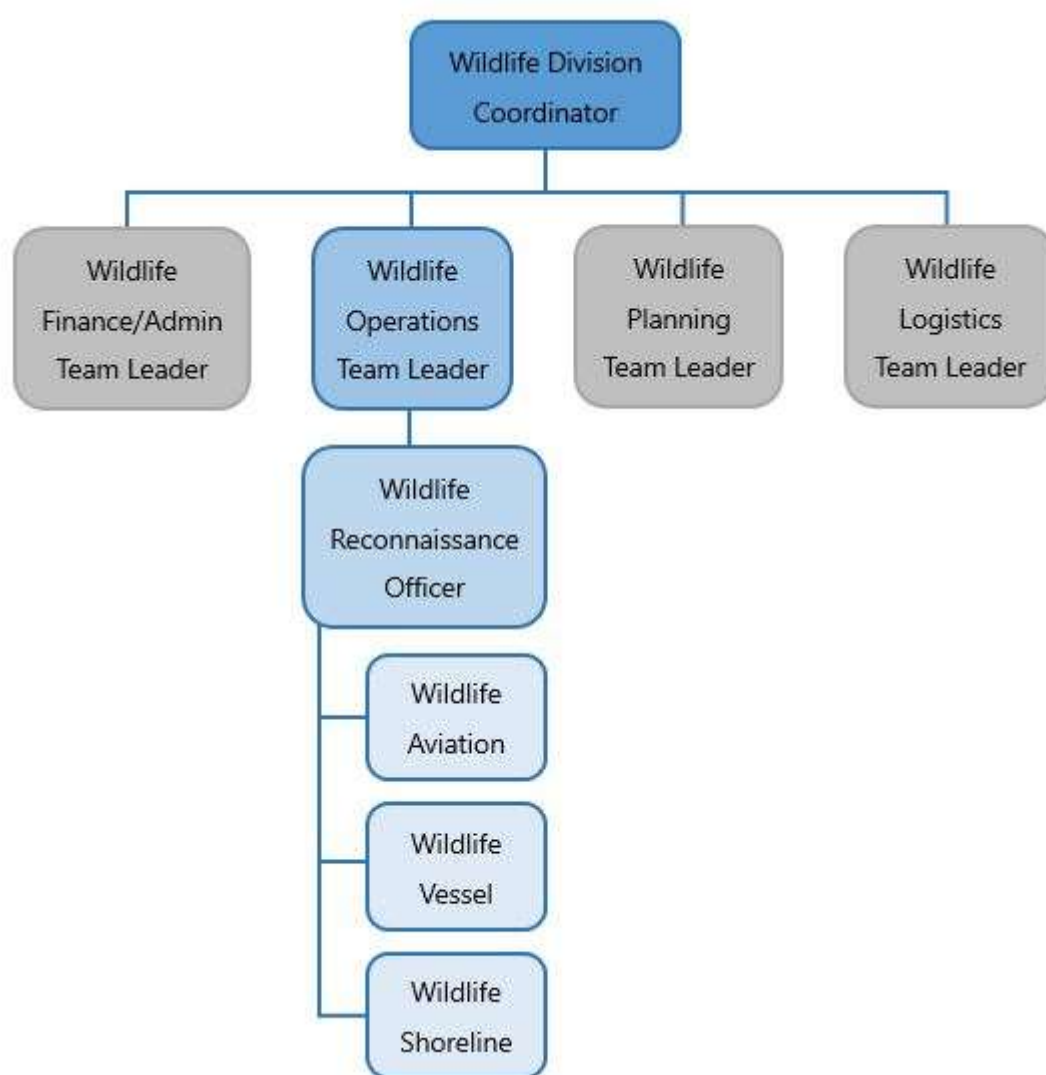 Wildlife Division
Coordinator
Wildlife
Finance/Admin
Team Leader
Wildlife
Operations
Team Leader
Wildlife
Planning
Team Leader
Wildlife
Logistics
Team Leader
Wildlife
Reconnaissance
Officer
Wildlife
Aviation
Wildlife
Vessel
Wildlife
Shoreline